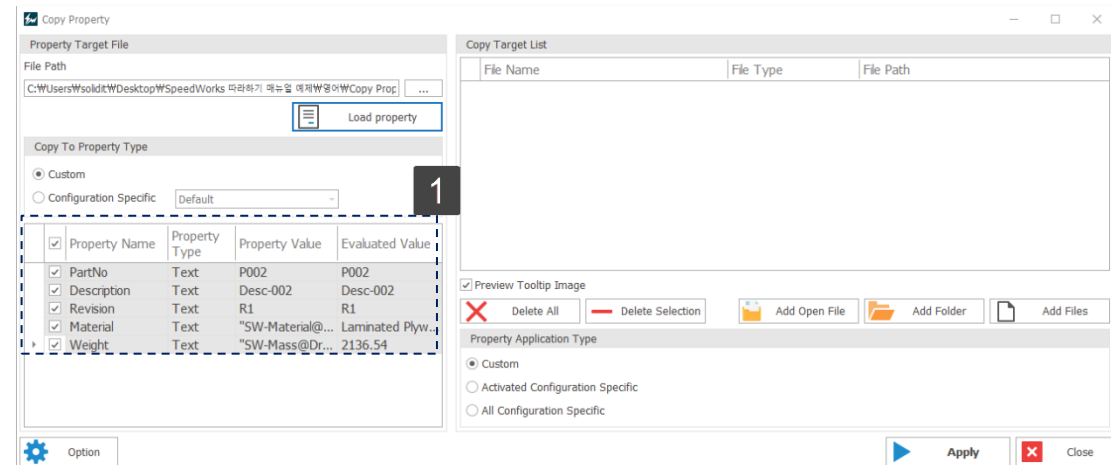 Copy Property
Property Target File
File Path
C:₩Users₩solidit₩Desktop₩SpeedWorks 따라하기 매뉴얼 예제₩영어₩Copy Prop ...
Load property
Copy To Property Type
Custom
Configuration Specific Default
1
Property Name Property Type Property Value Evaluated Value
PartNo Text P002 P002
Description Text Desc-002 Desc-002
Revision Text R1 R1
Material Text "SW-Material@... Laminated Plyw...
Weight Text "SW-Mass@Dr... 2136.54
Option
Copy Target List
File Name File Type File Path
Preview Tooltip Image
Delete All Delete Selection Add Open File Add Folder Add Files
Property Application Type
Custom
Activated Configuration Specific
All Configuration Specific
Apply Close